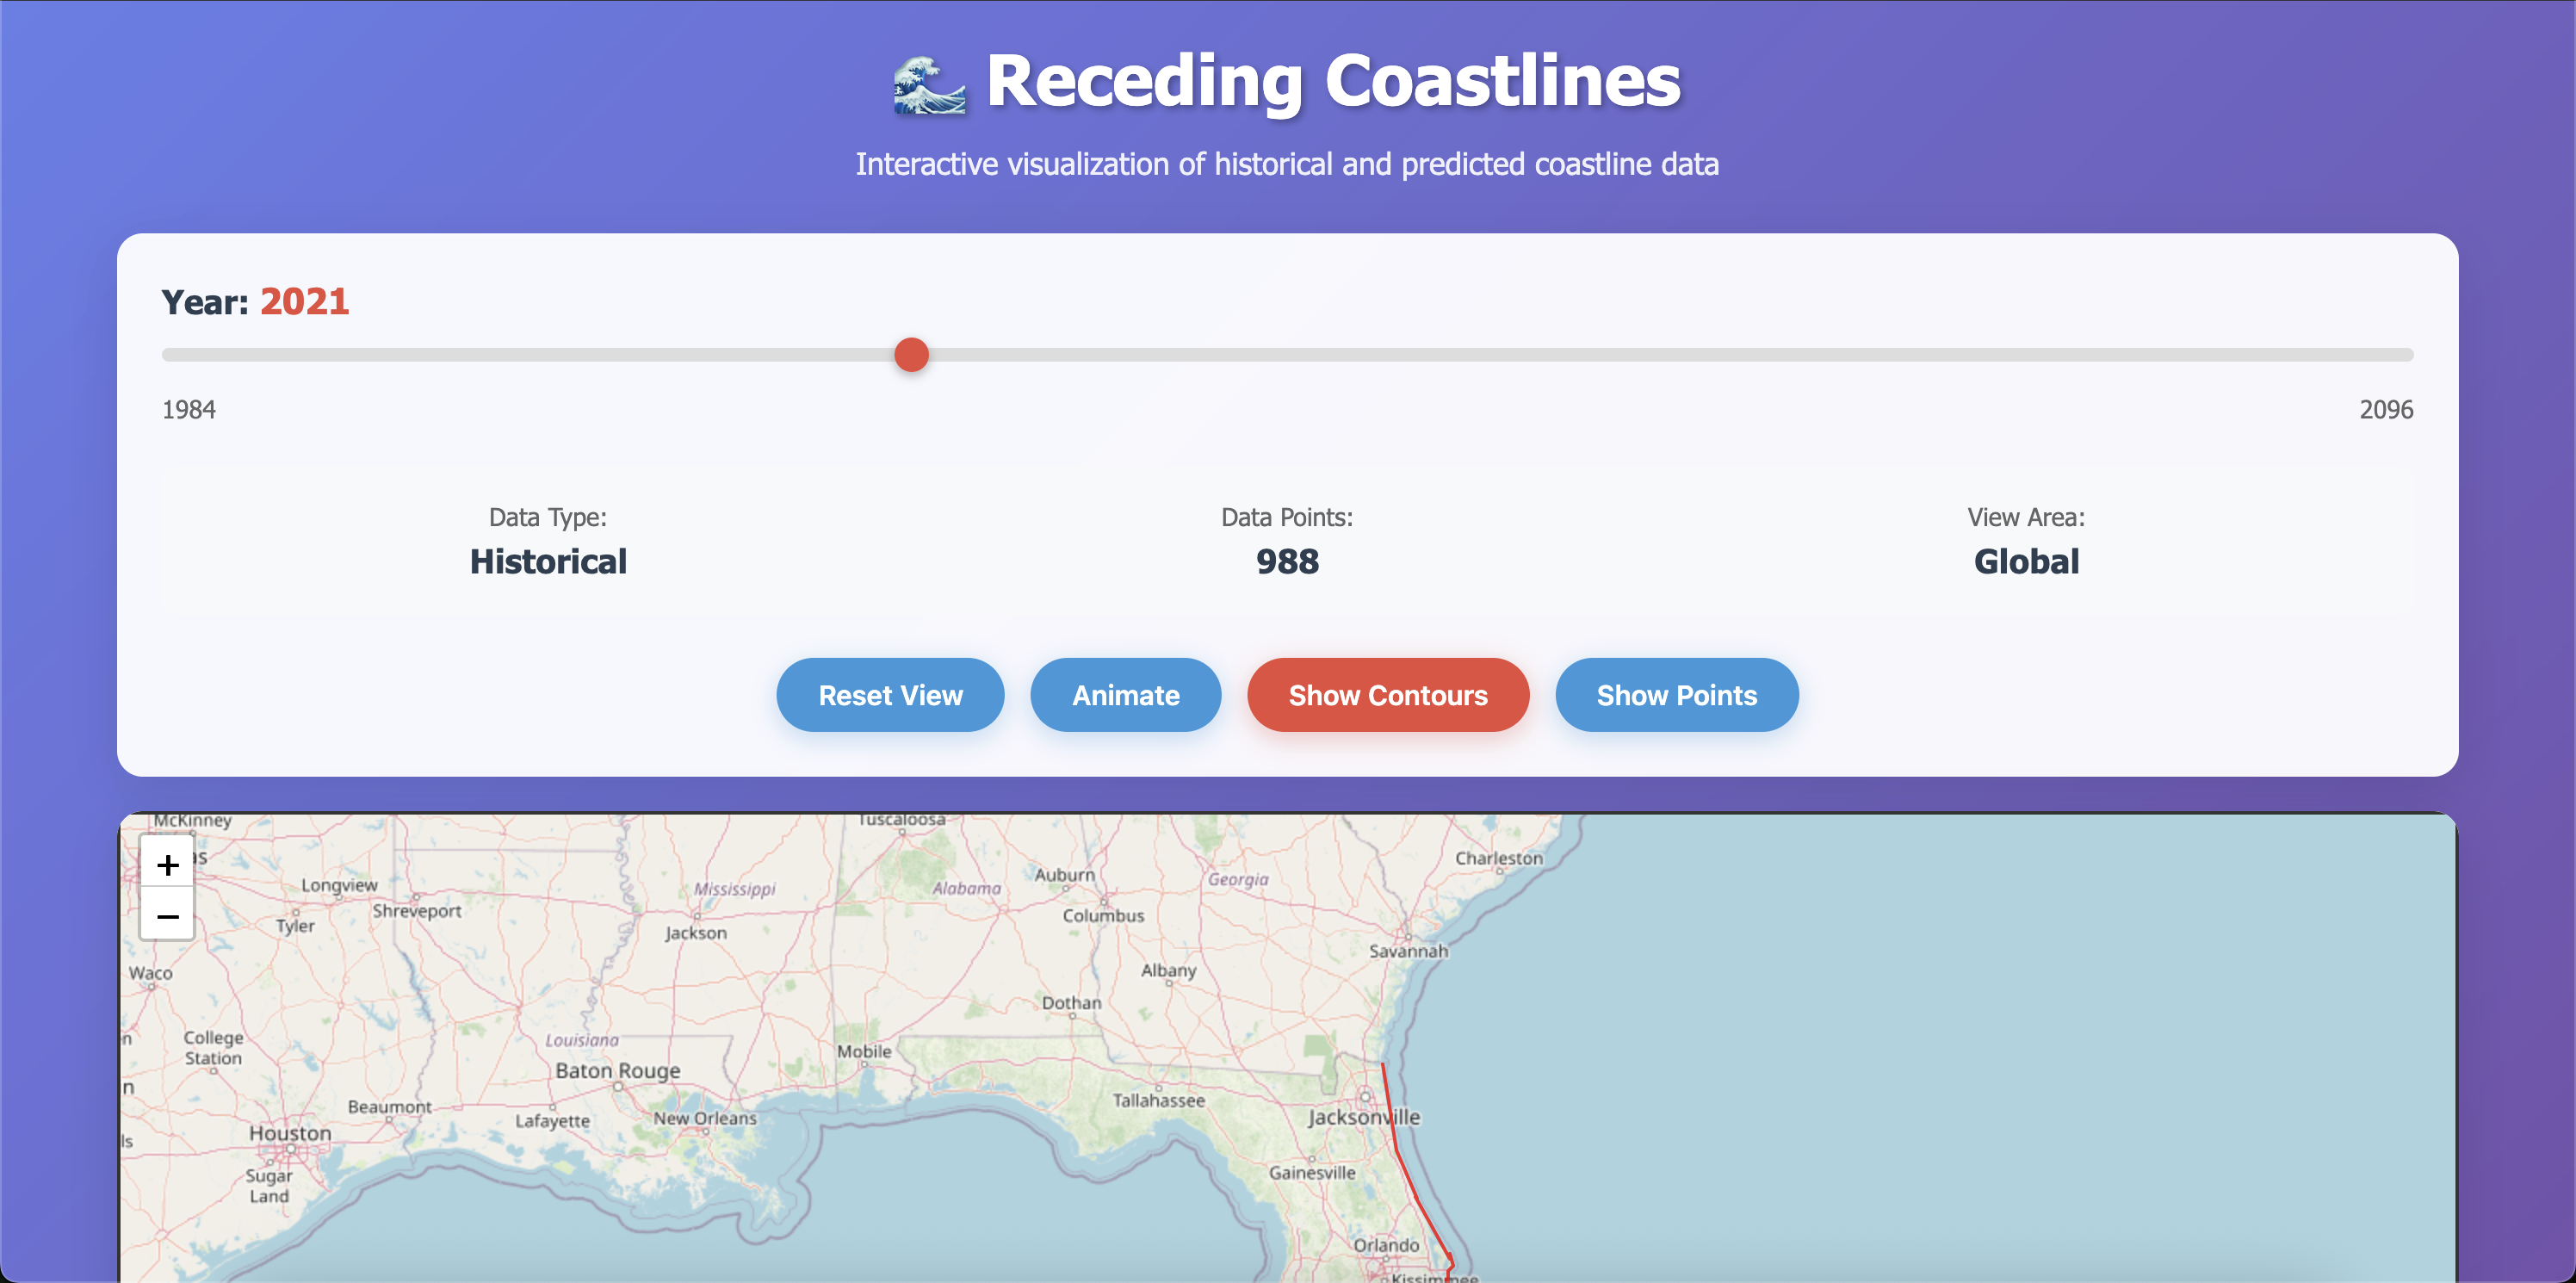 Receding Coastlines
Interactive visualization of historical and predicted coastline data
Year: 2021
1984
2096
Data Type:
Historical
Data Points:
988
View Area:
Global
Reset View
Animate
Show Contours
Show Points
+
−
McKinney
as
Longview
Tyler
Shreveport
Waco
College
Station
n
n
ls
Houston
Sugar
Land
Beaumont
Louisiana
Baton Rouge
Lafayette
New Orleans
Mississippi
Jackson
Tuscaloosa
Alabama
Auburn
Columbus
Georgia
Charleston
Savannah
Albany
Dothan
Mobile
Tallahassee
Jacksonville
Gainesville
Orlando
Kissimmee